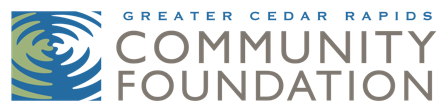 GREATER CEDAR RAPIDS
COMMUNITY
FOUNDATION